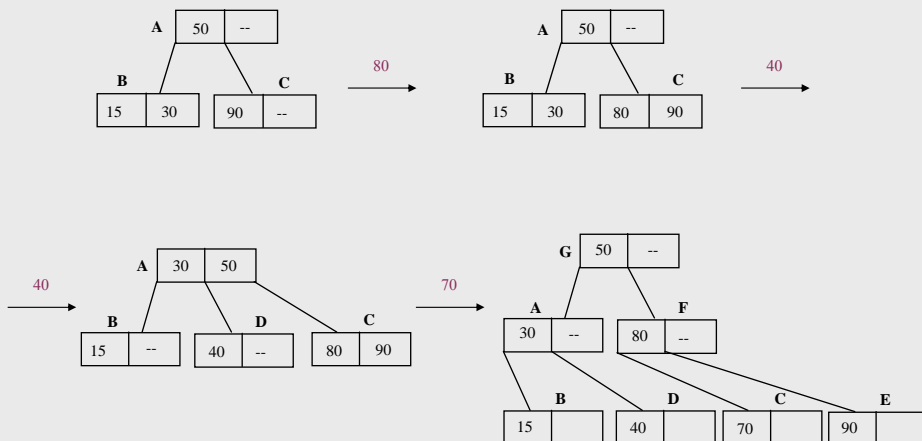 A 50 -- A 50 --
80 40
B C B C
15 30 90 -- 15 30 80 90
G 50 --
A 30 50
40 70
A F
B D C 30 -- 80 --
15 -- 40 -- 80 90
B D C E
15 40 70 90